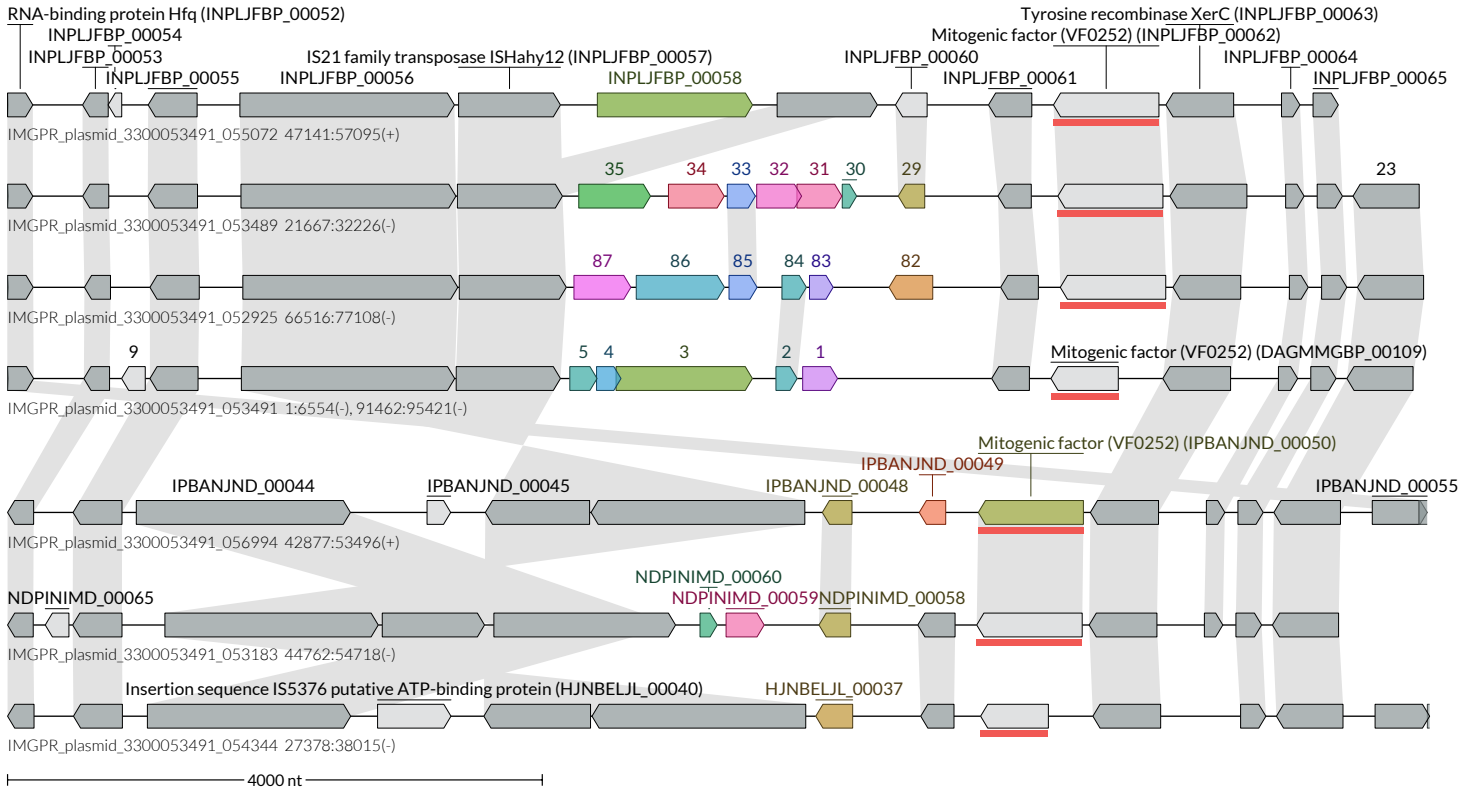 RNA-binding protein Hfq (INPLJFBP_00052)
Tyrosine recombinase XerC (INPLJFBP_00063)
INPLJFBP_00054
Mitogenic factor (VF0252) (INPLJFBP_00062)
INPLJFBP_00053
IS21 family transposase ISHahy12 (INPLJFBP_00057)
INPLJFBP_00060
INPLJFBP_00064
INPLJFBP_00055
INPLJFBP_00056
INPLJFBP_00058
INPLJFBP_00061
INPLJFBP_00065
IMGPR_plasmid_3300053491_055072 47141:57095(+)
35 34 33 32 31 30 29 23
IMGPR_plasmid_3300053491_053489 21667:32226(-)
87 86 85 84 83 82
IMGPR_plasmid_3300053491_052925 66516:77108(-)
9 5 4 3 2 1 Mitogenic factor (VF0252) (DAGMMGBP_00109)
IMGPR_plasmid_3300053491_053491 1:6554(-), 91462:95421(-)
Mitogenic factor (VF0252) (IPBANJND_00050)
IPBANJND_00049
IPBANJND_00044 IPBANJND_00045 IPBANJND_00048 IPBANJND_00055
IMGPR_plasmid_3300053491_056994 42877:53496(+)
NDPINIMD_00060
NDPINIMD_00065 NDPINIMD_00059 NDPINIMD_00058
IMGPR_plasmid_3300053491_053183 44762:54718(-)
Insertion sequence IS5376 putative ATP-binding protein (HJNBELJL_00040) HJNBELJL_00037
IMGPR_plasmid_3300053491_054344 27378:38015(-)
4000 nt